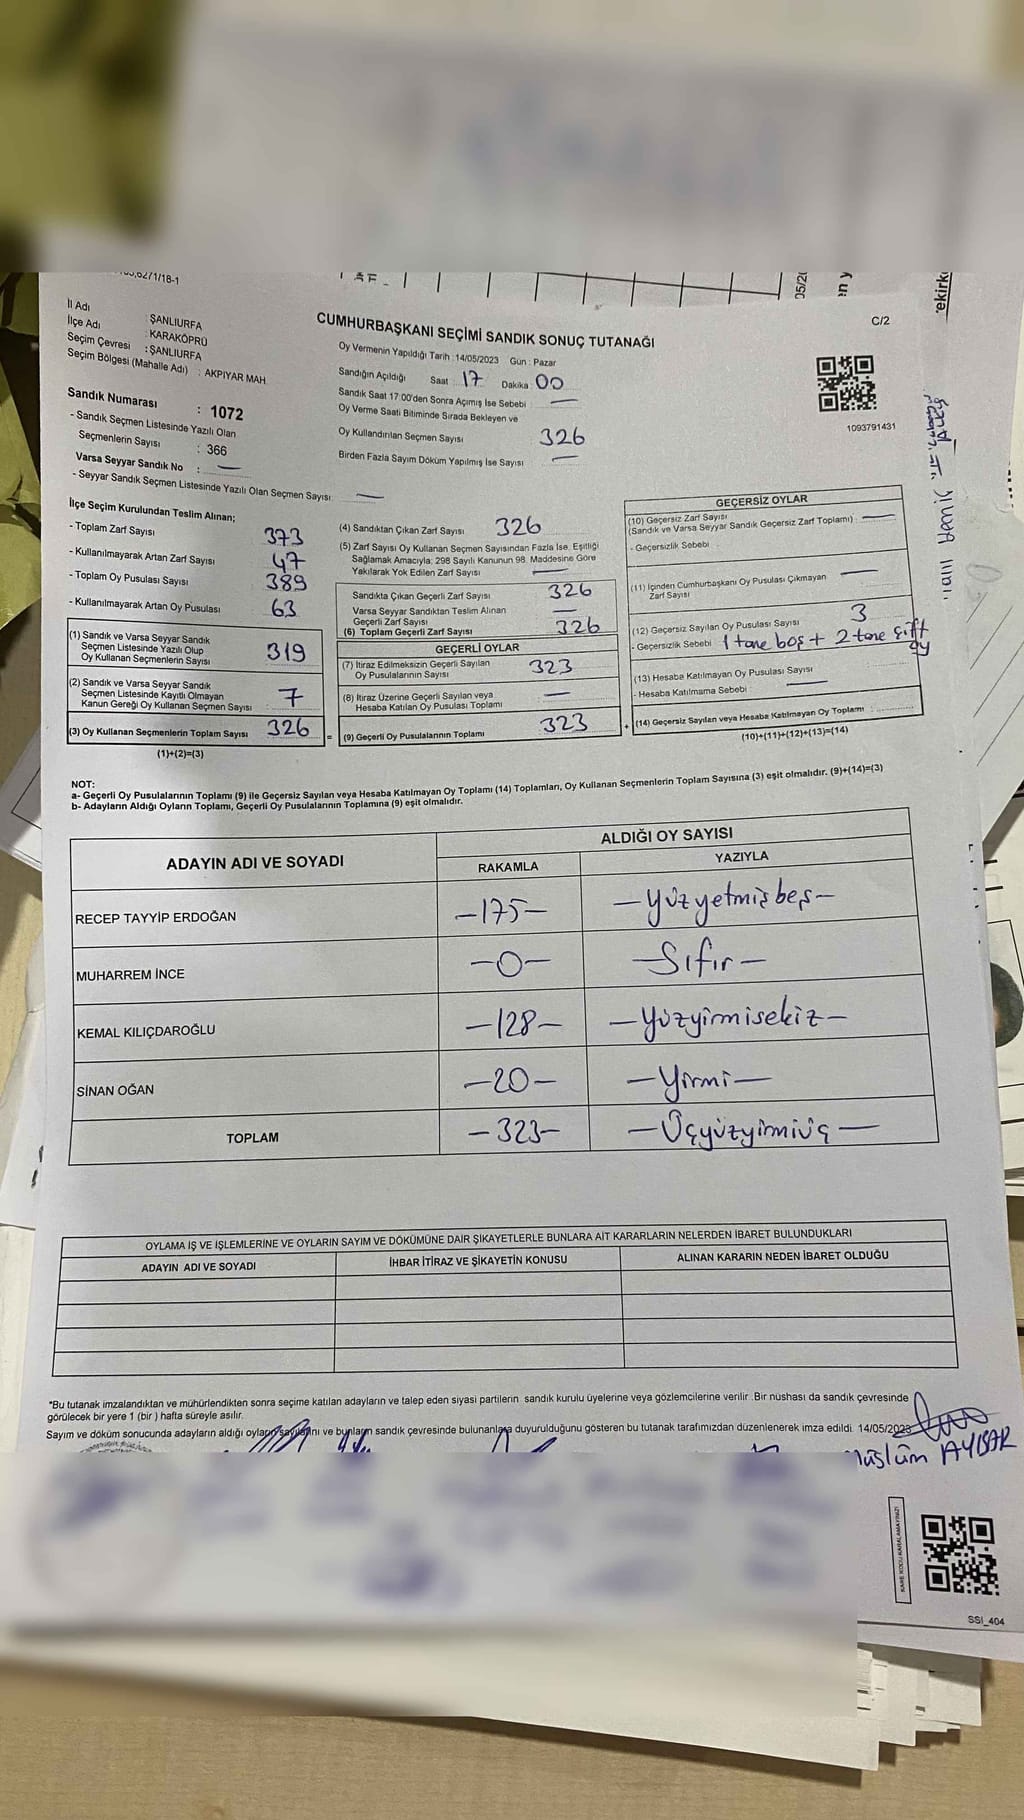 CUMHURBAŞKANI SEÇİMİ SANDIK SONUÇ TUTANAĞI
C/2
İl Adı : ŞANLIURFA
İlçe Adı : KARAKÖPRÜ
Seçim Çevresi : ŞANLIURFA
Seçim Bölgesi (Mahalle Adı) : AKPIYAR MAH
Sandık Numarası : 1072
- Sandık Seçmen Listesinde Yazılı Olan
Seçmenlerin Sayısı : 366
Varsa Seyyar Sandık No : —
- Seyyar Sandık Seçmen Listesinde Yazılı Olan Seçmen Sayısı: —
Oy Vermenin Yapıldığı Tarih :14/05/2023 Gün : Pazar
Sandığın Açıldığı Saat 17 Dakika 00
Sandık Saat 17:00'den Sonra Açımış İse Sebebi —
Oy Verme Saati Bitiminde Sırada Bekleyen ve
Oy Kullandırılan Seçmen Sayısı 326
Birden Fazla Sayım Döküm Yapılmış İse Sayısı —
1093791431
İlçe Seçim Kurulundan Teslim Alınan;
- Toplam Zarf Sayısı 373
- Kullanılmayarak Artan Zarf Sayısı 47
- Toplam Oy Pusulası Sayısı 389
- Kullanılmayarak Artan Oy Pusulası 63
(1) Sandık ve Varsa Seyyar Sandık
Seçmen Listesinde Yazılı Olup
Oy Kullanan Seçmenlerin Sayısı 319
(2) Sandık ve Varsa Seyyar Sandık
Seçmen Listesinde Kayıtlı Olmayan
Kanun Gereği Oy Kullanan Seçmen Sayısı 7
(3) Oy Kullanan Seçmenlerin Toplam Sayısı 326
(1)+(2)=(3)
(4) Sandıktan Çıkan Zarf Sayısı 326
(5) Zarf Sayısı Oy Kullanan Seçmen Sayısından Fazla İse, Eşitliği
Sağlamak Amacıyla; 298 Sayılı Kanunun 98. Maddesine Göre
Yakılarak Yok Edilen Zarf Sayısı —
Sandıkta Çıkan Geçerli Zarf Sayısı 326
Varsa Seyyar Sandıktan Teslim Alınan
Geçerli Zarf Sayısı —
(6) Toplam Geçerli Zarf Sayısı 326
GEÇERLİ OYLAR
(7) İtiraz Edilmeksizin Geçerli Sayılan
Oy Pusulalarının Sayısı 323
(8) İtiraz Üzerine Geçerli Sayılan veya
Hesaba Katılan Oy Pusulası Toplamı —
= (9) Geçerli Oy Pusulalarının Toplamı 323 +
GEÇERSİZ OYLAR
(10) Geçersiz Zarf Sayısı
(Sandık ve Varsa Seyyar Sandık Geçersiz Zarf Toplamı) : —
- Geçersizlik Sebebi :
(11) İçinden Cumhurbaşkanı Oy Pusulası Çıkmayan
Zarf Sayısı —
(12) Geçersiz Sayılan Oy Pusulası Sayısı 3
- Geçersizlik Sebebi 1 tane boş + 2 tane çift
oy
(13) Hesaba Katılmayan Oy Pusulası Sayısı
- Hesaba Katılmama Sebebi : —
(14) Geçersiz Sayılan veya Hesaba Katılmayan Oy Toplamı :
(10)+(11)+(12)+(13)=(14)
NOT:
a- Geçerli Oy Pusulalarının Toplamı (9) ile Geçersiz Sayılan veya Hesaba Katılmayan Oy Toplamı (14) Toplamları, Oy Kullanan Seçmenlerin Toplam Sayısına (3) eşit olmalıdır. (9)+(14)=(3)
b- Adayların Aldığı Oyların Toplamı, Geçerli Oy Pusulalarının Toplamına (9) eşit olmalıdır.
ADAYIN ADI VE SOYADI
ALDIĞI OY SAYISI
RAKAMLA YAZIYLA
RECEP TAYYİP ERDOĞAN —175— —yüzyetmişbeş—
MUHARREM İNCE —0— —Sıfır—
KEMAL KILIÇDAROĞLU —128— —Yüzyirmisekiz—
SİNAN OĞAN —20— —Yirmi—
TOPLAM —323— —Üçyüzyirmiüç—
OYLAMA İŞ VE İŞLEMLERİNE VE OYLARIN SAYIM VE DÖKÜMÜNE DAİR ŞİKAYETLERLE BUNLARA AİT KARARLARIN NELERDEN İBARET BULUNDUKLARI
ADAYIN ADI VE SOYADI İHBAR İTİRAZ VE ŞİKAYETİN KONUSU ALINAN KARARIN NEDEN İBARET OLDUĞU
*Bu tutanak imzalandıktan ve mühürlendikten sonra seçime katılan adayların ve talep eden siyasi partilerin sandık kurulu üyelerine veya gözlemcilerine verilir .Bir nüshası da sandık çevresinde
görülecek bir yere 1 (bir ) hafta süreyle asılır.
Sayım ve döküm sonucunda adayların aldığı oyların sayılarını ve bunların sandık çevresinde bulunanlara duyurulduğunu gösteren bu tutanak tarafımızdan düzenlenerek imza edildi. 14/05/2023
Müslüm AYBAR
KARE KODU KARALAMAYINIZ!
SSI_404